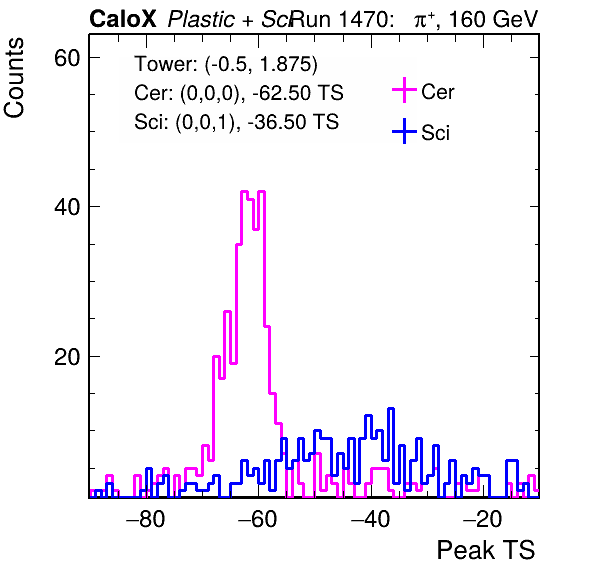 CaloX Plastic + Sci Run 1470: π⁺, 160 GeV
Counts
60
40
20
Tower: (-0.5, 1.875)
Cer: (0,0,0), -62.50 TS
Sci: (0,0,1), -36.50 TS
Cer
Sci
−80 −60 −40 −20
Peak TS